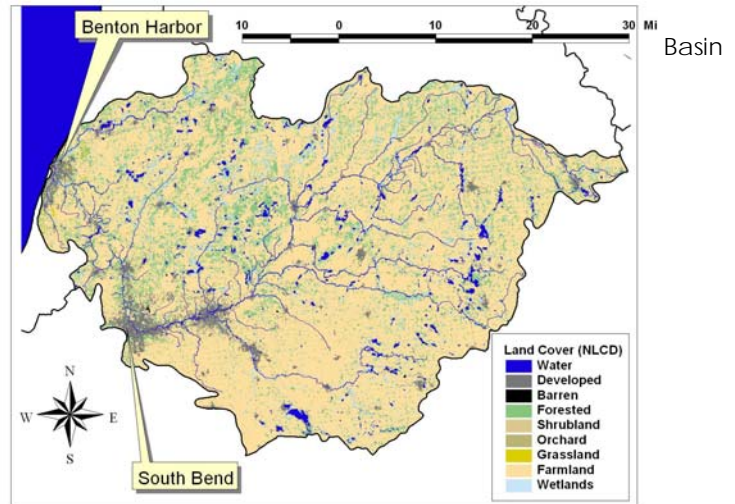 Benton Harbor
10 0 10 20 30 Mi
Basin
N
W E
S
South Bend
Land Cover (NLCD)
Water
Developed
Barren
Forested
Shrubland
Orchard
Grassland
Farmland
Wetlands